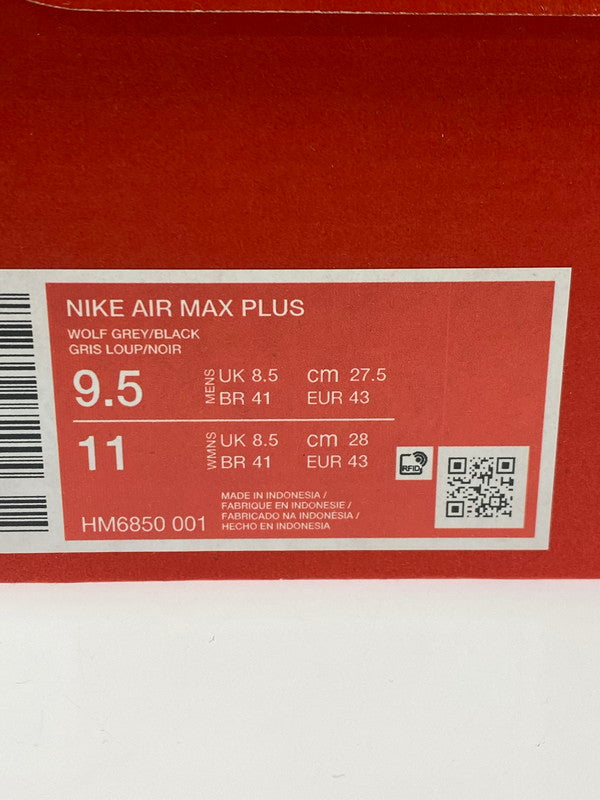 NIKE AIR MAX PLUS
WOLF GREY/BLACK
GRIS LOUP/NOIR
9.5 MENS UK 8.5 cm 27.5
BR 41 EUR 43
11 WMNS UK 8.5 cm 28
BR 41 EUR 43
RFID
HM6850 001
MADE IN INDONESIA /
FABRIQUE EN INDONESIE /
FABRICADO NA INDONESIA /
HECHO EN INDONESIA